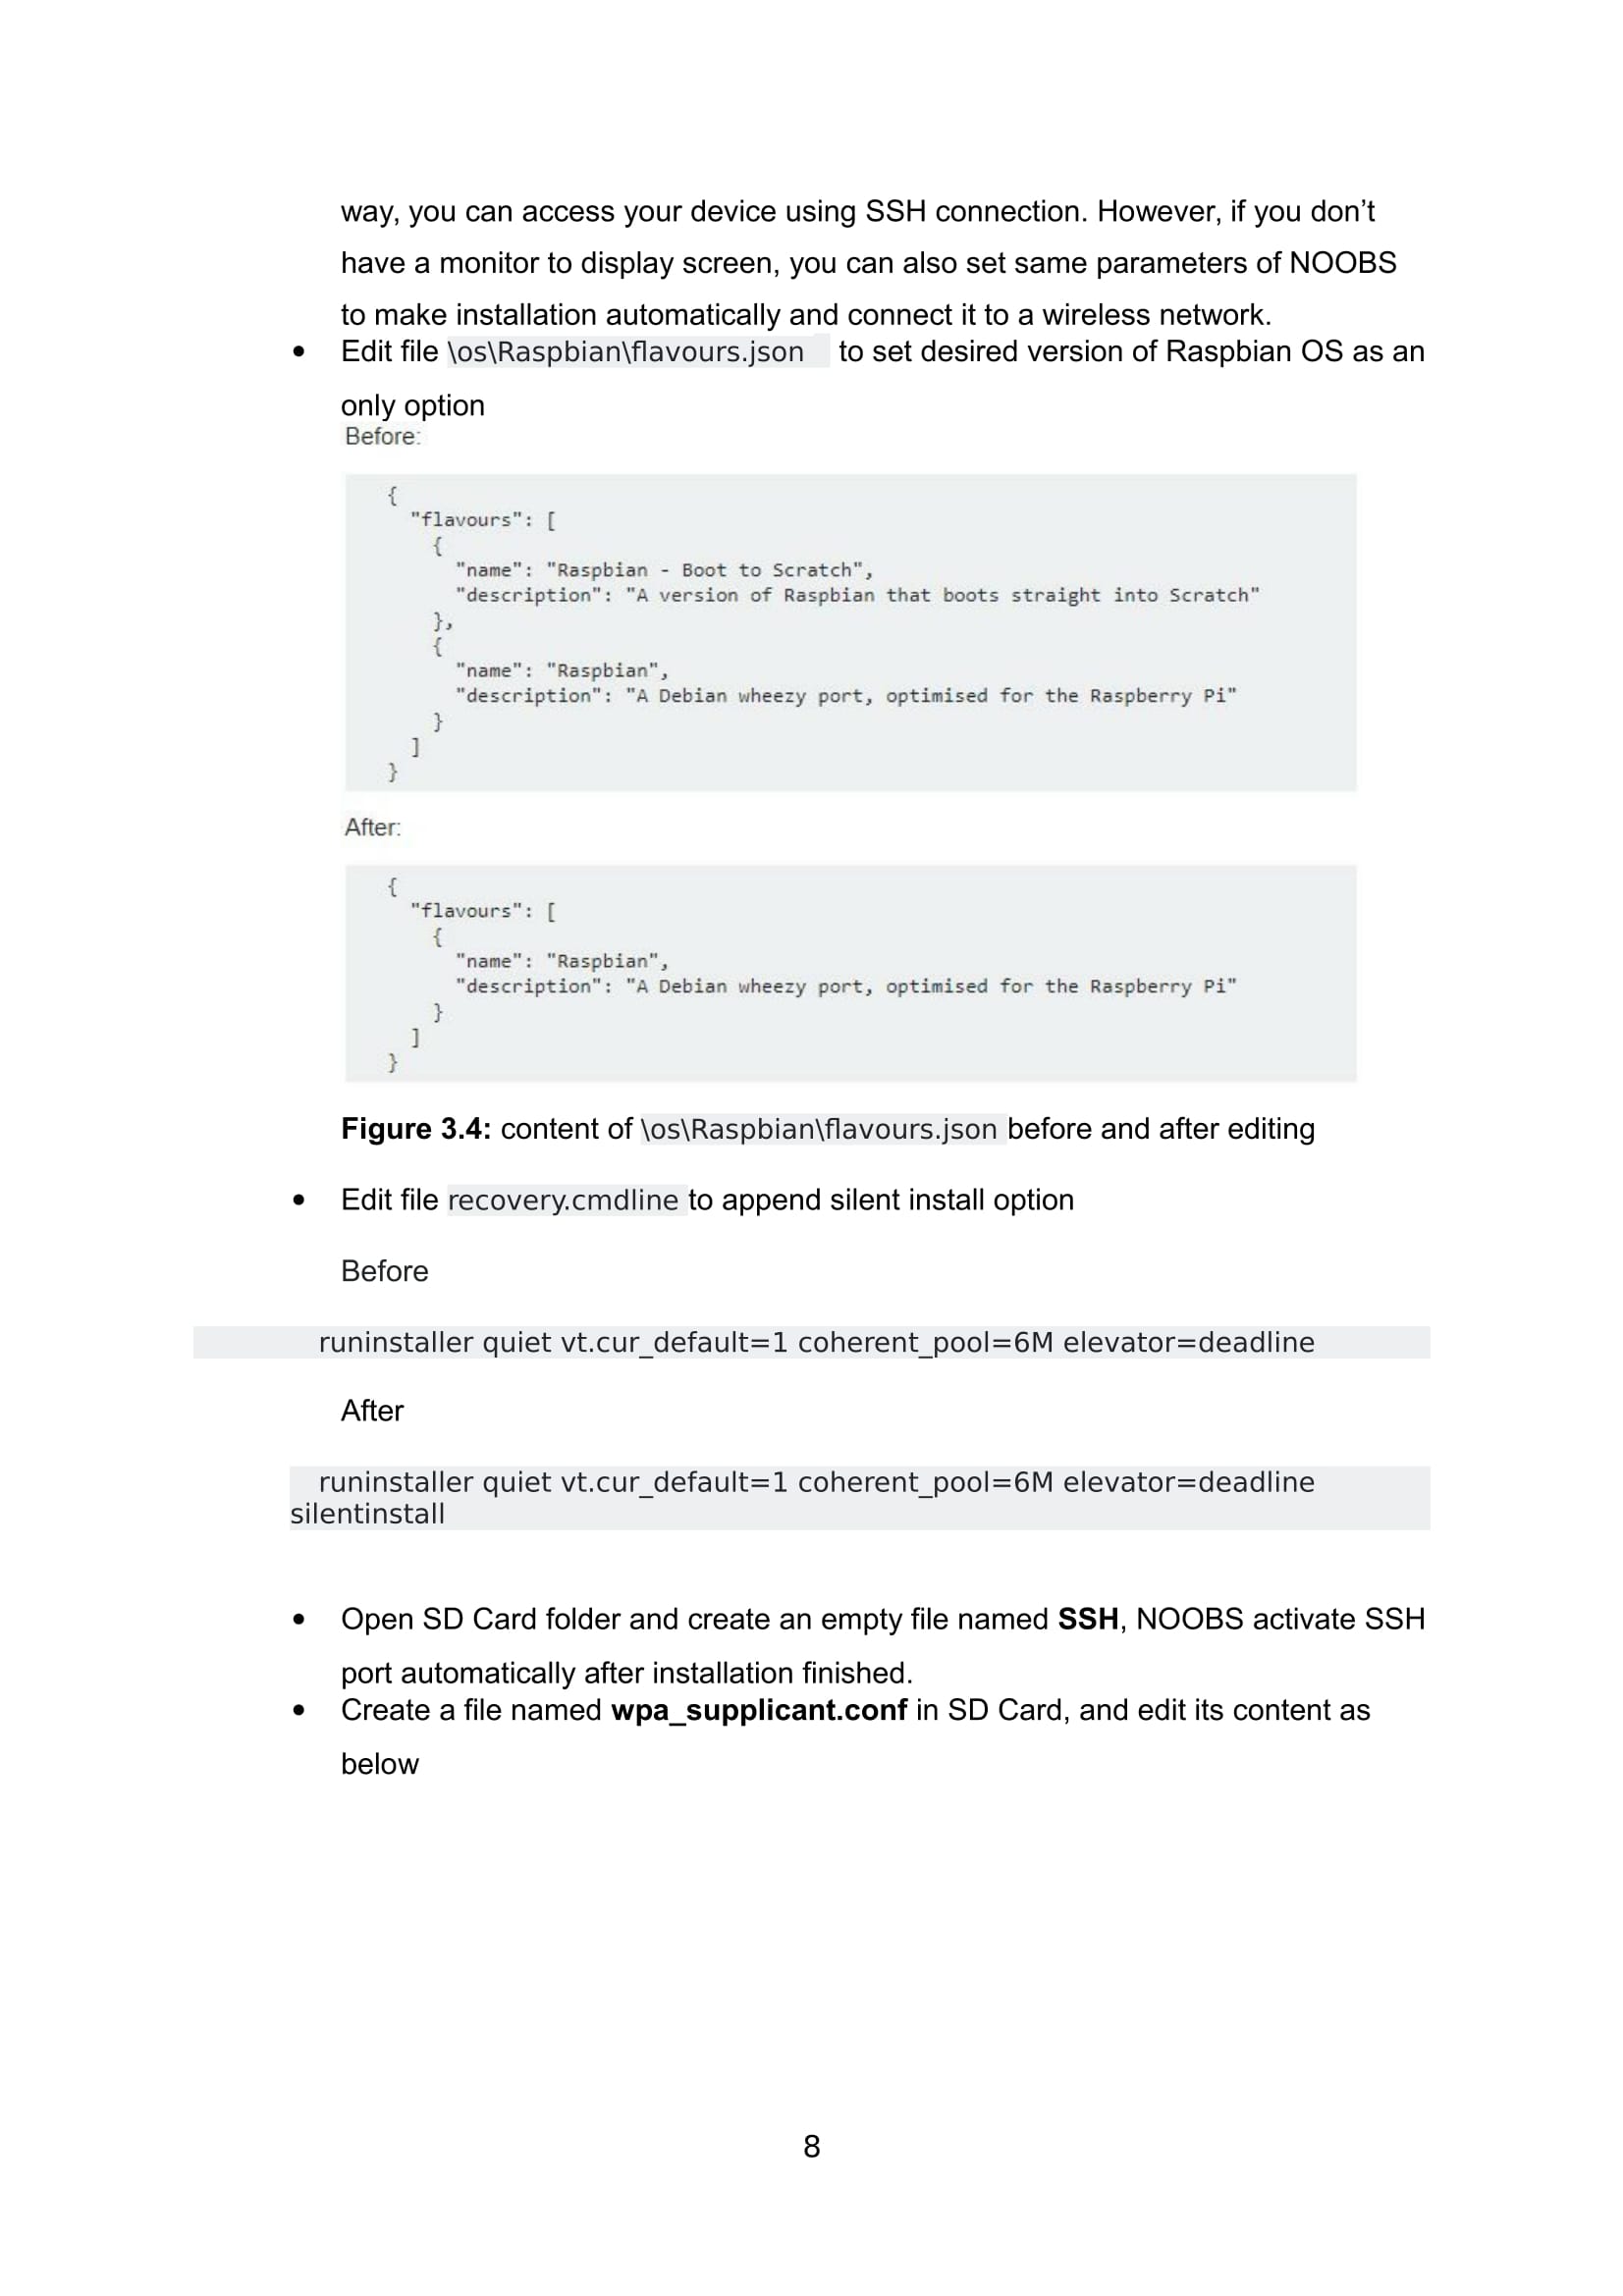 way, you can access your device using SSH connection. However, if you don’t
have a monitor to display screen, you can also set same parameters of NOOBS
to make installation automatically and connect it to a wireless network.
• Edit file \os\Raspbian\flavours.json to set desired version of Raspbian OS as an
only option
Before:
{
"flavours": [
{
"name": "Raspbian - Boot to Scratch",
"description": "A version of Raspbian that boots straight into Scratch"
},
{
"name": "Raspbian",
"description": "A Debian wheezy port, optimised for the Raspberry Pi"
}
]
}
After:
{
"flavours": [
{
"name": "Raspbian",
"description": "A Debian wheezy port, optimised for the Raspberry Pi"
}
]
}
Figure 3.4: content of \os\Raspbian\flavours.json before and after editing
• Edit file recovery.cmdline to append silent install option
Before
runinstaller quiet vt.cur_default=1 coherent_pool=6M elevator=deadline
After
runinstaller quiet vt.cur_default=1 coherent_pool=6M elevator=deadline
silentinstall
• Open SD Card folder and create an empty file named SSH, NOOBS activate SSH
port automatically after installation finished.
• Create a file named wpa_supplicant.conf in SD Card, and edit its content as
below
8